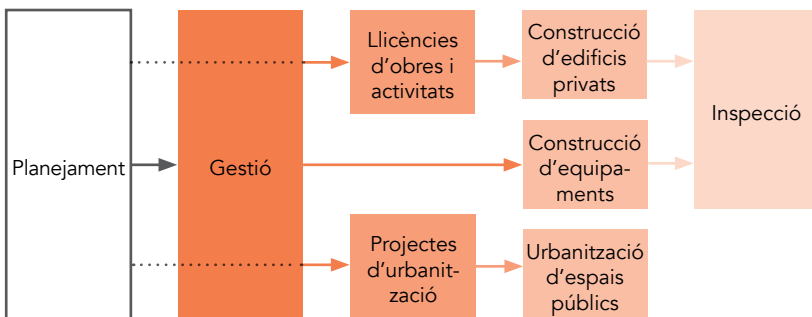 Planejament
Gestió
Llicències
d'obres i
activitats
Construcció
d'edificis
privats
Construcció
d'equipa-
ments
Inspecció
Projectes
d'urbanit-
zació
Urbanització
d'espais
públics